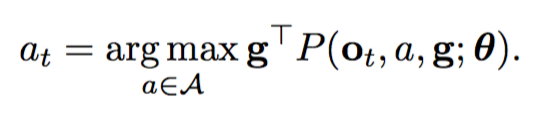 a_t = arg max_{a∈𝒜} 𝐠^⊤ P(𝐨_t, a, 𝐠; 𝜽).